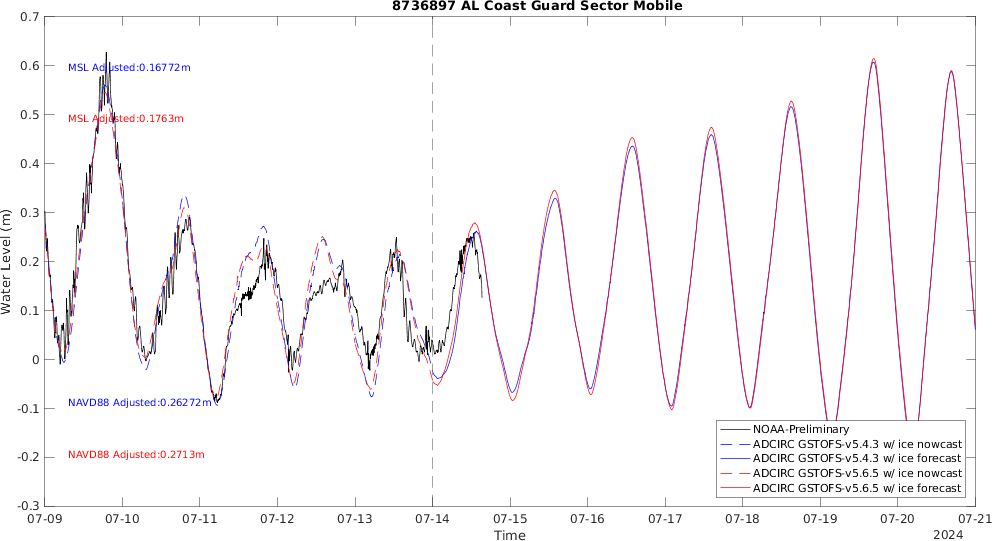 8736897 AL Coast Guard Sector Mobile
0.7
0.6
0.5
0.4
0.3
0.2
0.1
0
-0.1
-0.2
-0.3
Water Level (m)
MSL Adjusted:0.16772m
MSL Adjusted:0.1763m
NAVD88 Adjusted:0.26272m
NAVD88 Adjusted:0.2713m
NOAA-Preliminary
ADCIRC GSTOFS-v5.4.3 w/ ice nowcast
ADCIRC GSTOFS-v5.4.3 w/ ice forecast
ADCIRC GSTOFS-v5.6.5 w/ ice nowcast
ADCIRC GSTOFS-v5.6.5 w/ ice forecast
07-09 07-10 07-11 07-12 07-13 07-14 07-15 07-16 07-17 07-18 07-19 07-20 07-21
Time
2024